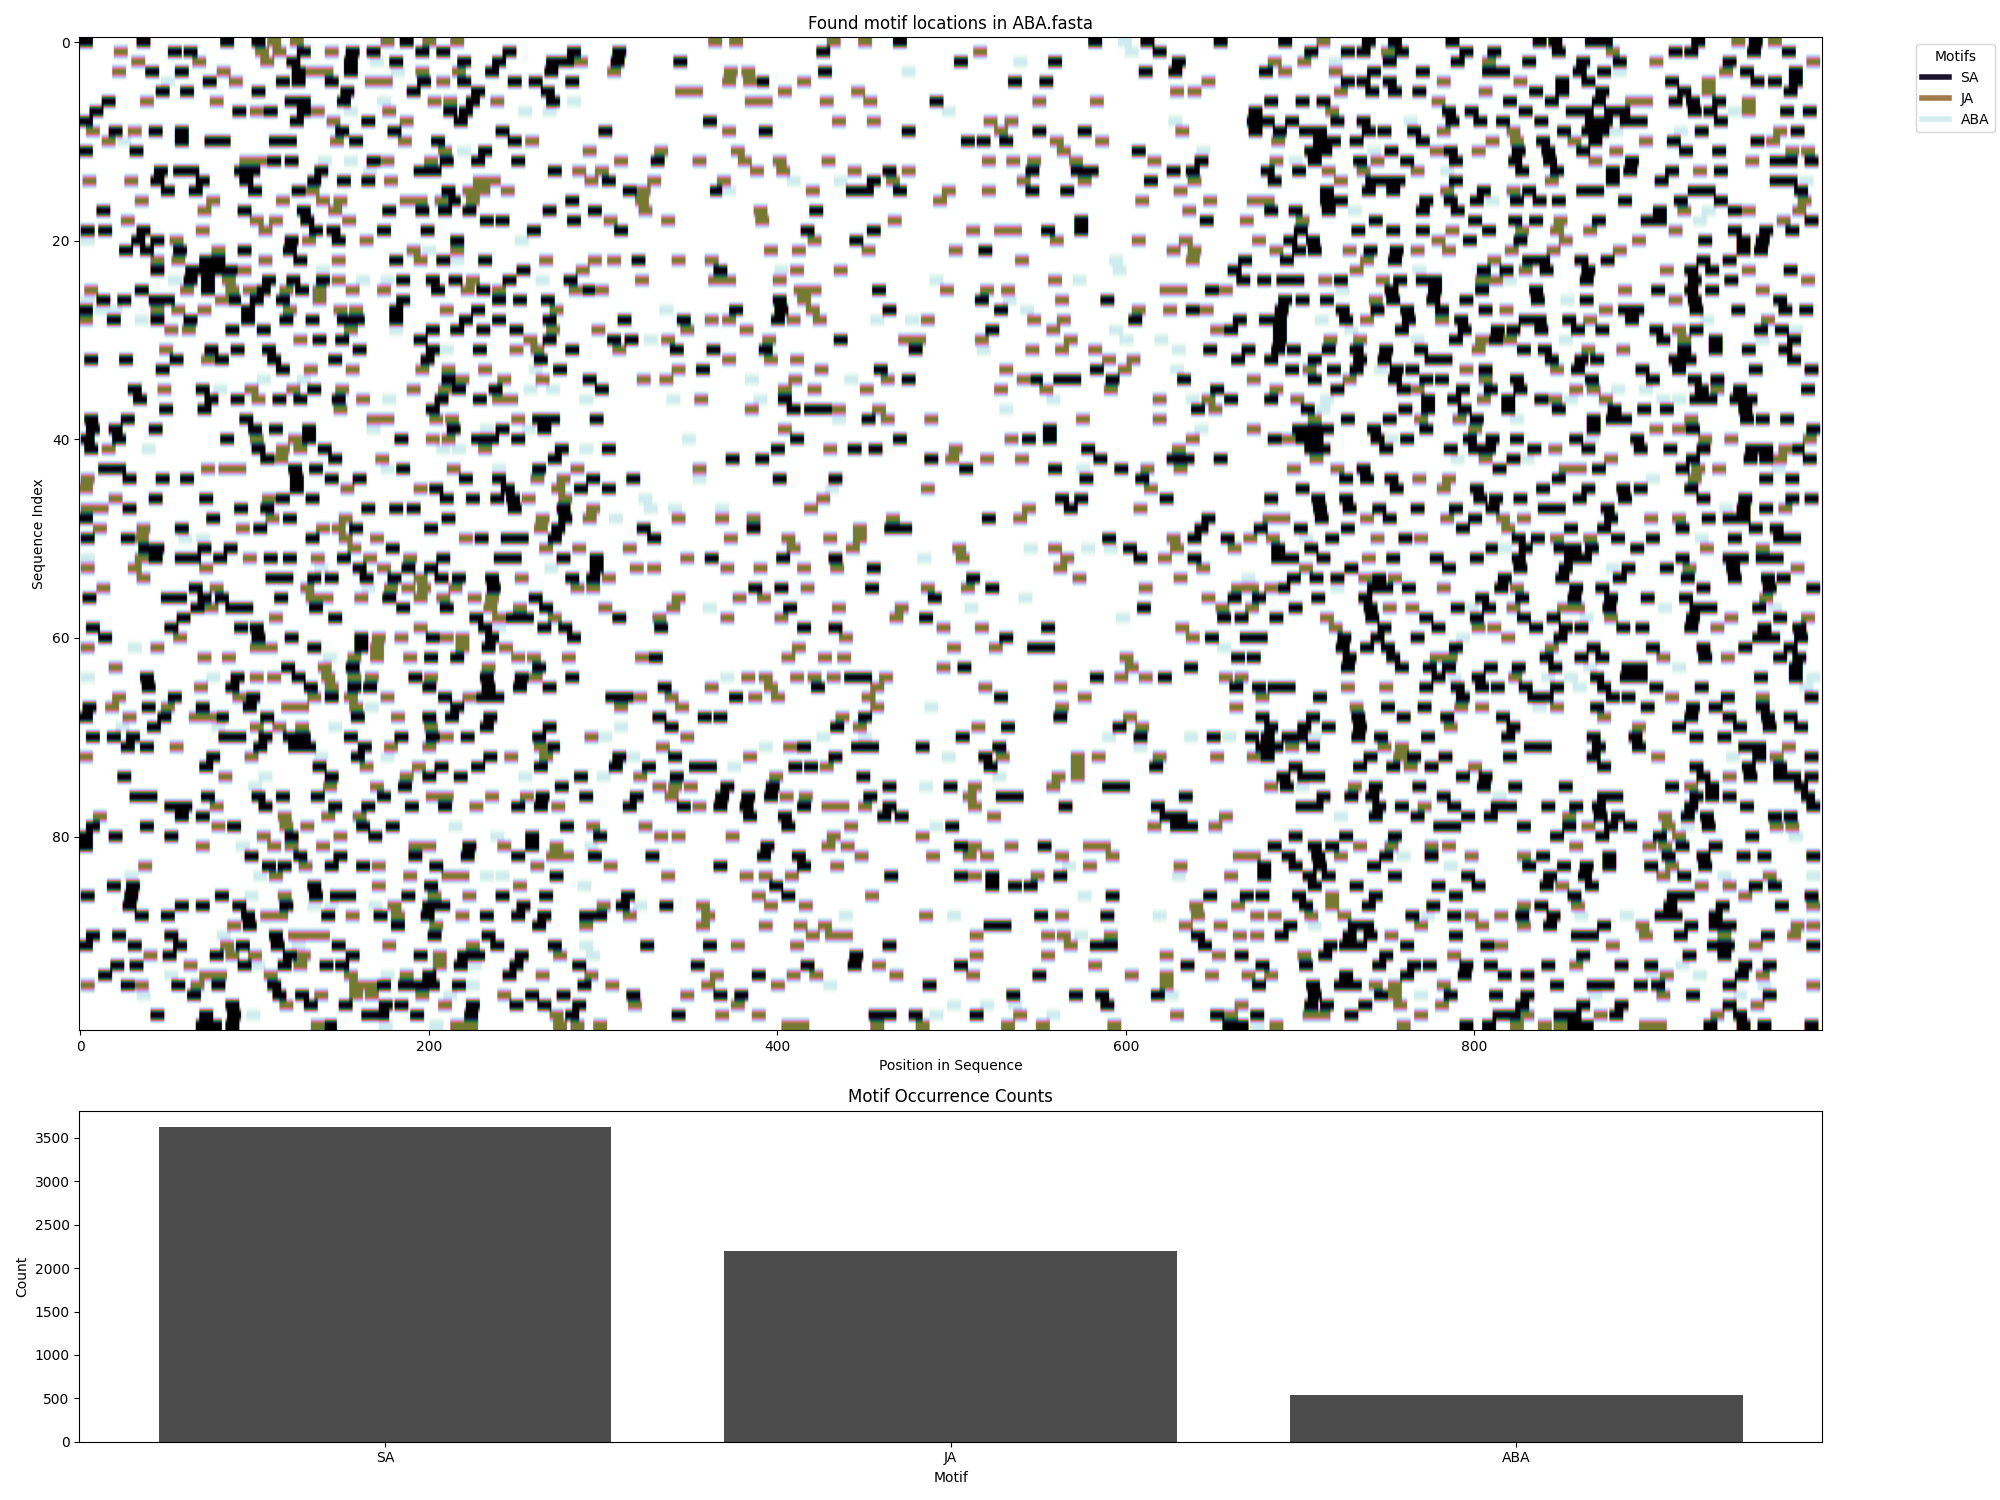 Found motif locations in ABA.fasta
0
20
40
60
80
Sequence Index
0 200 400 600 800
Position in Sequence
Motifs
SA
JA
ABA
Motif Occurrence Counts
3500
3000
2500
2000
1500
1000
500
0
Count
SA JA ABA
Motif